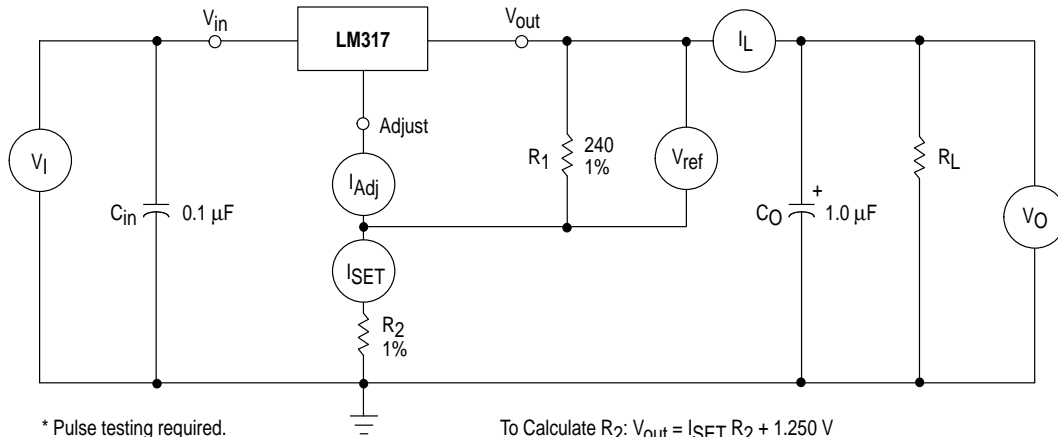 V_in
LM317
V_out
I_L
Adjust
V_I
R_1
240
1%
V_ref
R_L
I_Adj
C_in
0.1 μF
C_O
+
1.0 μF
V_O
I_SET
R_2
1%
* Pulse testing required.
To Calculate R_2: V_out = I_SET R_2 + 1.250 V